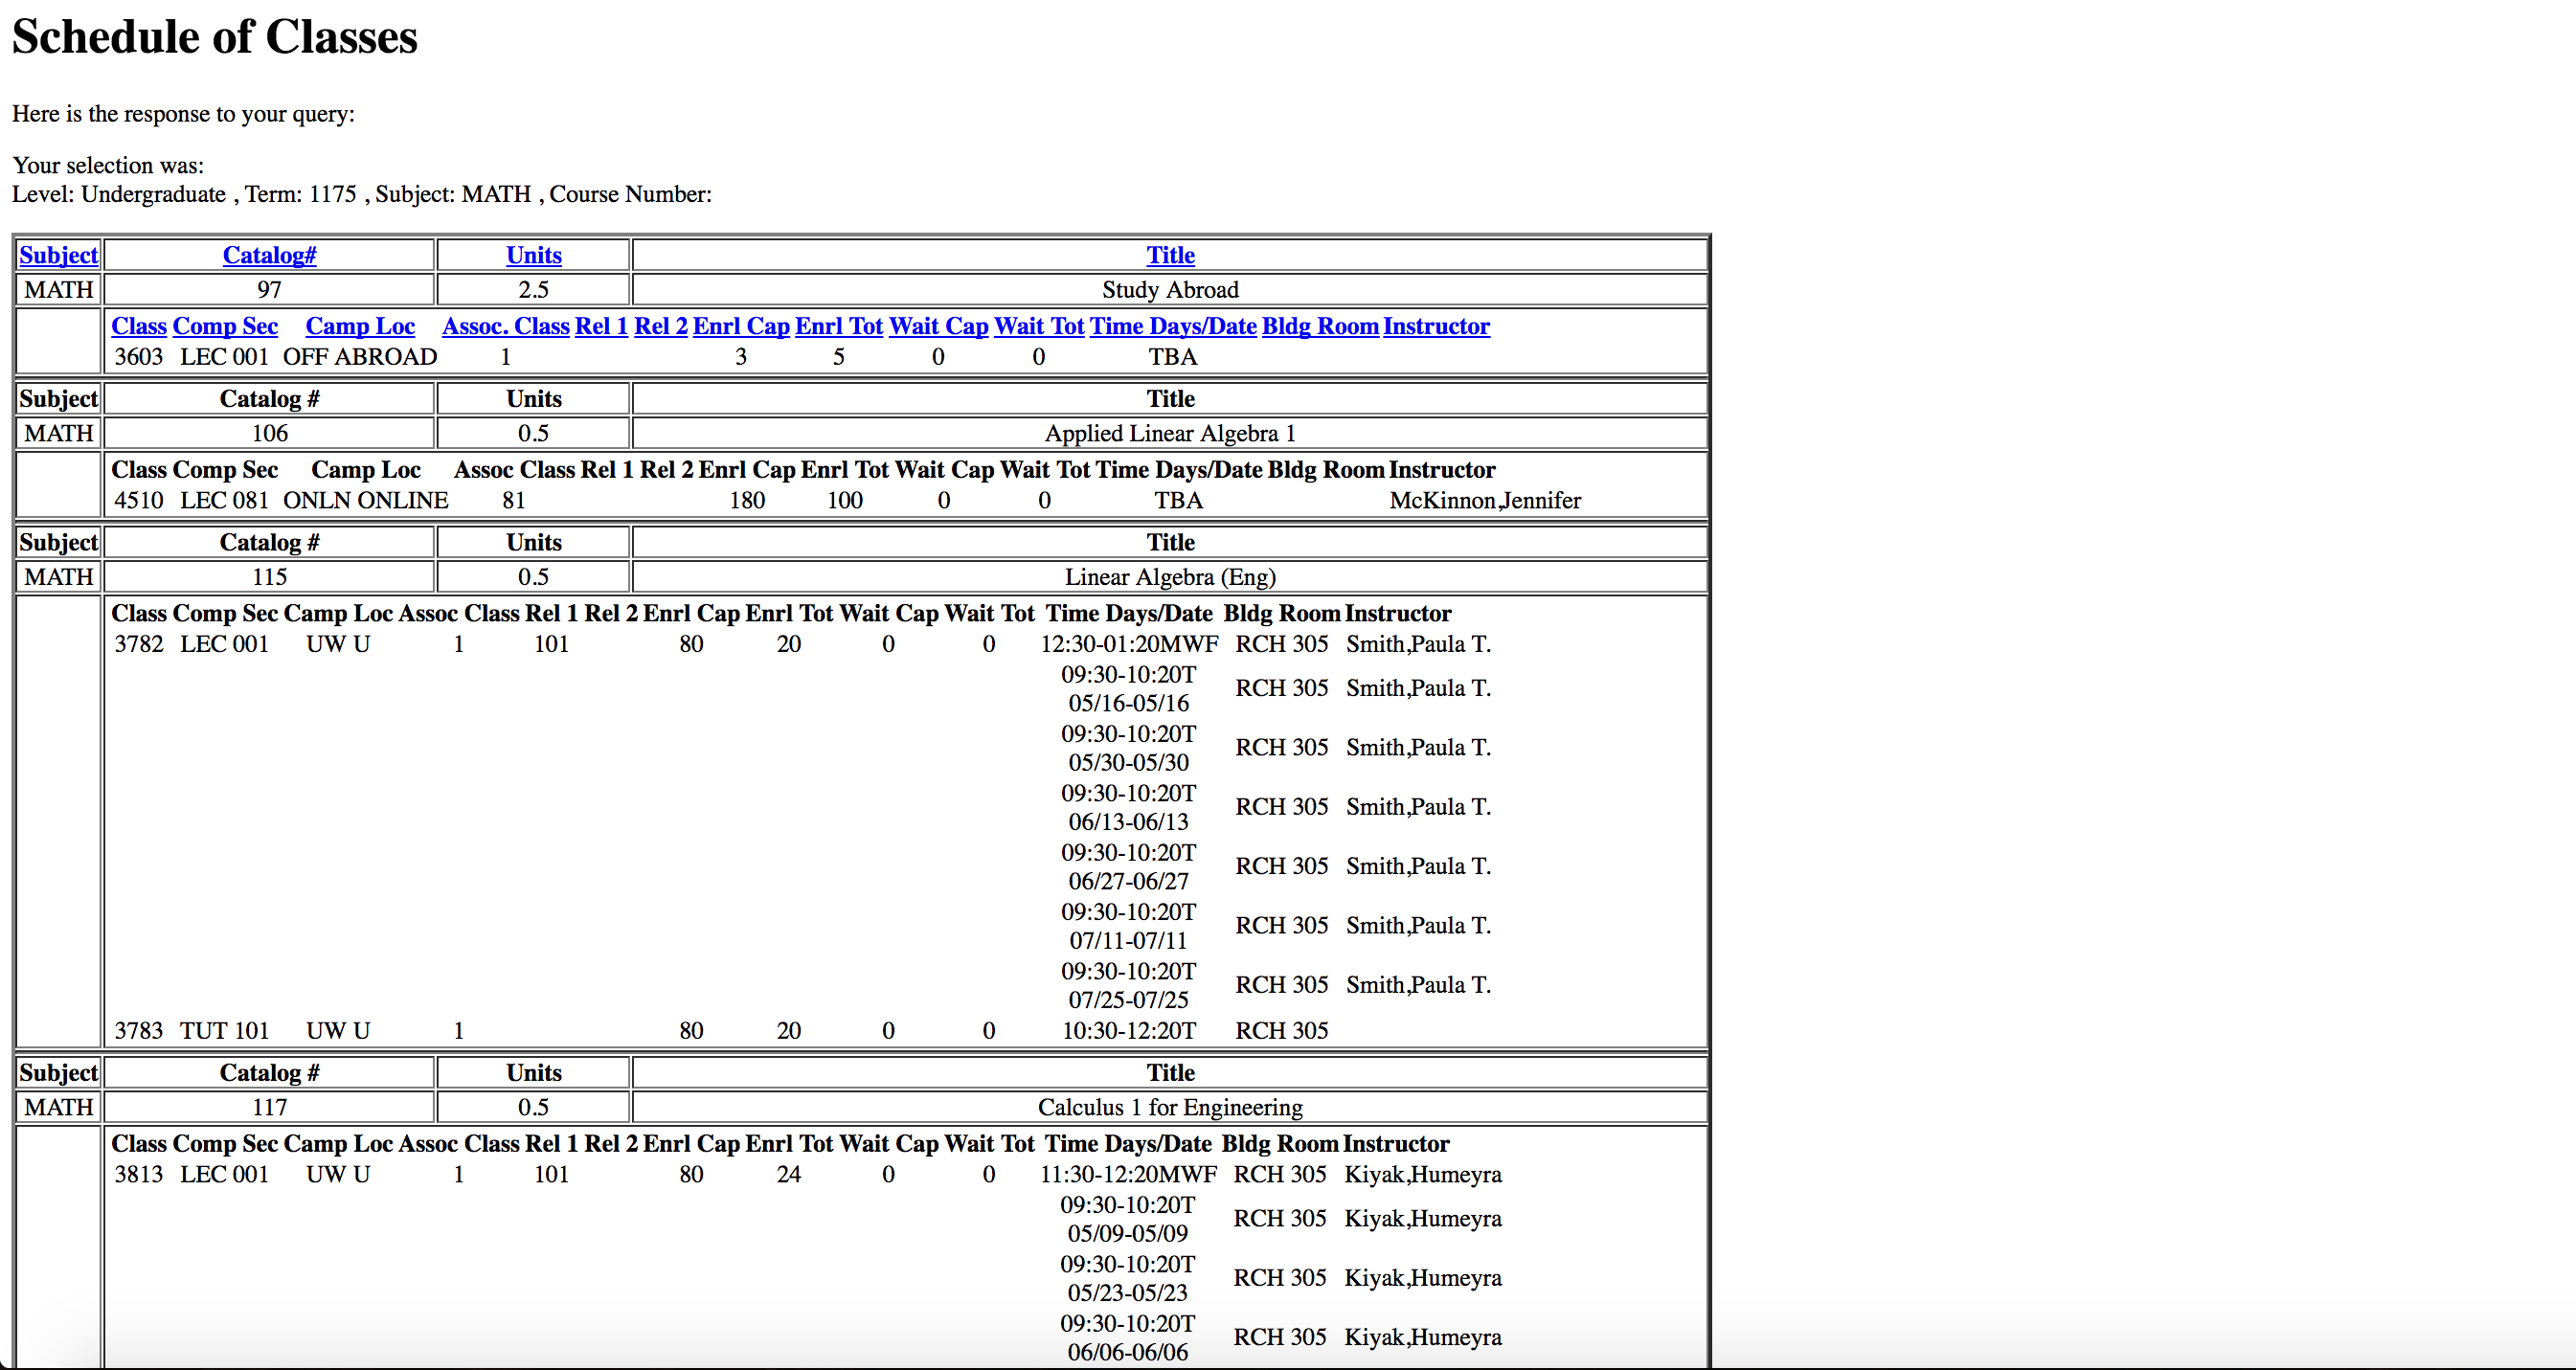 Schedule of Classes
Here is the response to your query:
Your selection was:
Level: Undergraduate , Term: 1175 , Subject: MATH , Course Number:
Subject Catalog# Units Title
MATH 97 2.5 Study Abroad
Class Comp Sec Camp Loc Assoc. Class Rel 1 Rel 2 Enrl Cap Enrl Tot Wait Cap Wait Tot Time Days/Date Bldg Room Instructor
3603 LEC 001 OFF ABROAD 1 3 5 0 0 TBA
Subject Catalog # Units Title
MATH 106 0.5 Applied Linear Algebra 1
Class Comp Sec Camp Loc Assoc Class Rel 1 Rel 2 Enrl Cap Enrl Tot Wait Cap Wait Tot Time Days/Date Bldg Room Instructor
4510 LEC 081 ONLN ONLINE 81 180 100 0 0 TBA McKinnon,Jennifer
Subject Catalog # Units Title
MATH 115 0.5 Linear Algebra (Eng)
Class Comp Sec Camp Loc Assoc Class Rel 1 Rel 2 Enrl Cap Enrl Tot Wait Cap Wait Tot Time Days/Date Bldg Room Instructor
3782 LEC 001 UW U 1 101 80 20 0 0 12:30-01:20MWF RCH 305 Smith,Paula T.
09:30-10:20T
05/16-05/16 RCH 305 Smith,Paula T.
09:30-10:20T
05/30-05/30 RCH 305 Smith,Paula T.
09:30-10:20T
06/13-06/13 RCH 305 Smith,Paula T.
09:30-10:20T
06/27-06/27 RCH 305 Smith,Paula T.
09:30-10:20T
07/11-07/11 RCH 305 Smith,Paula T.
09:30-10:20T
07/25-07/25 RCH 305 Smith,Paula T.
3783 TUT 101 UW U 1 80 20 0 0 10:30-12:20T RCH 305
Subject Catalog # Units Title
MATH 117 0.5 Calculus 1 for Engineering
Class Comp Sec Camp Loc Assoc Class Rel 1 Rel 2 Enrl Cap Enrl Tot Wait Cap Wait Tot Time Days/Date Bldg Room Instructor
3813 LEC 001 UW U 1 101 80 24 0 0 11:30-12:20MWF RCH 305 Kiyak,Humeyra
09:30-10:20T
05/09-05/09 RCH 305 Kiyak,Humeyra
09:30-10:20T
05/23-05/23 RCH 305 Kiyak,Humeyra
09:30-10:20T
06/06-06/06 RCH 305 Kiyak,Humeyra